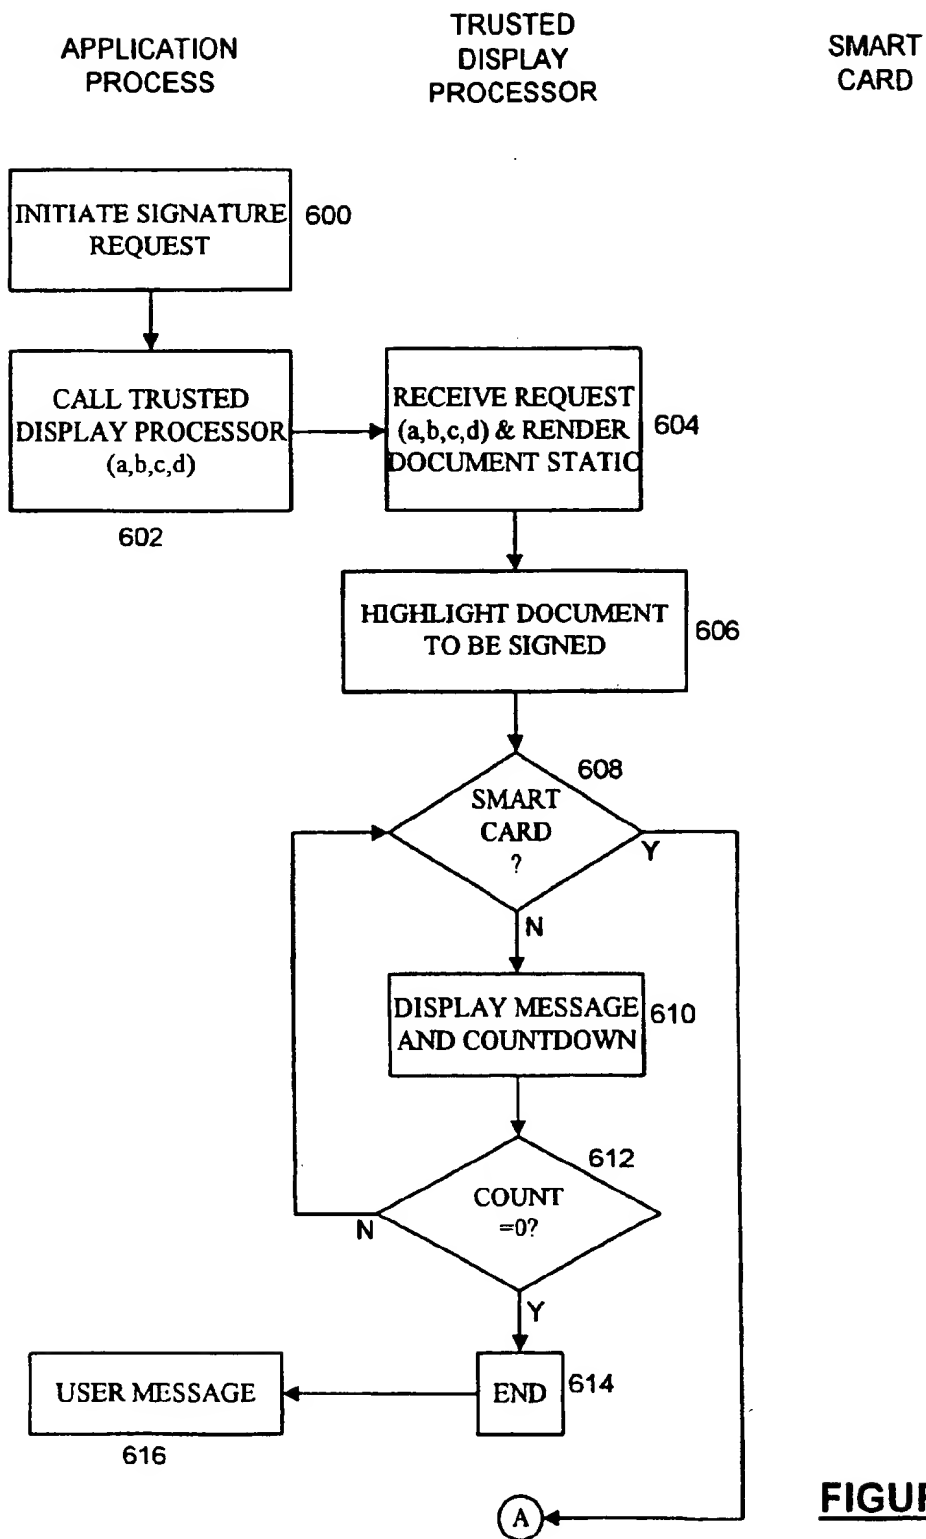 APPLICATION
PROCESS
TRUSTED
DISPLAY
PROCESSOR
SMART
CARD
INITIATE SIGNATURE
REQUEST
600
CALL TRUSTED
DISPLAY PROCESSOR
(a,b,c,d)
602
RECEIVE REQUEST
(a,b,c,d) & RENDER
DOCUMENT STATIC
604
HIGHLIGHT DOCUMENT
TO BE SIGNED
606
608
SMART
CARD
?
Y
N
DISPLAY MESSAGE
AND COUNTDOWN
610
612
COUNT
=0?
N
Y
USER MESSAGE
616
END
614
A